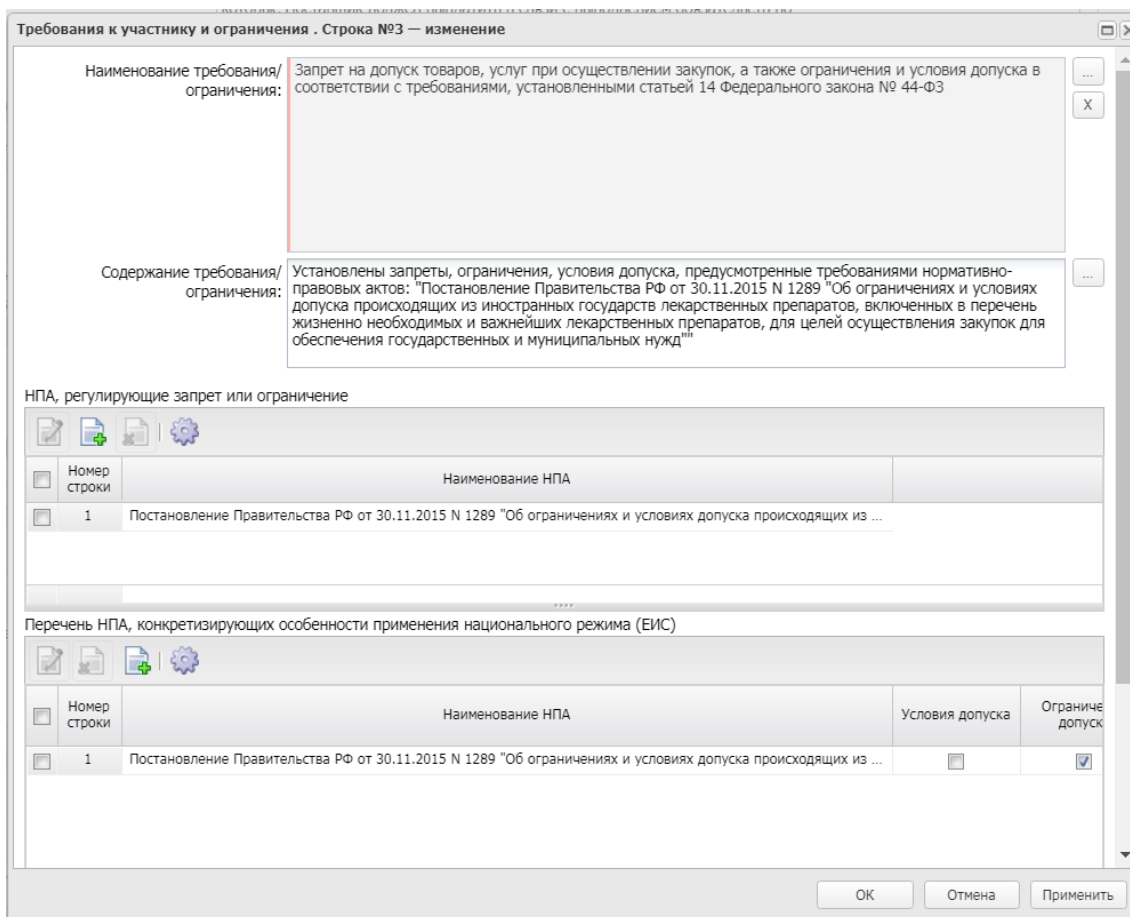 Требования к участнику и ограничения . Строка №3 — изменение
Наименование требования/
ограничения:
Запрет на допуск товаров, услуг при осуществлении закупок, а также ограничения и условия допуска в
соответствии с требованиями, установленными статьей 14 Федерального закона № 44-ФЗ
...
X
Содержание требования/
ограничения:
Установлены запреты, ограничения, условия допуска, предусмотренные требованиями нормативно-
правовых актов: "Постановление Правительства РФ от 30.11.2015 N 1289 "Об ограничениях и условиях
допуска происходящих из иностранных государств лекарственных препаратов, включенных в перечень
жизненно необходимых и важнейших лекарственных препаратов, для целей осуществления закупок для
обеспечения государственных и муниципальных нужд""
...
НПА, регулирующие запрет или ограничение
Номер
строки
Наименование НПА
1 Постановление Правительства РФ от 30.11.2015 N 1289 "Об ограничениях и условиях допуска происходящих из ...
Перечень НПА, конкретизирующих особенности применения национального режима (ЕИС)
Номер
строки
Наименование НПА
Условия допуска
Ограниче
допуск
1 Постановление Правительства РФ от 30.11.2015 N 1289 "Об ограничениях и условиях допуска происходящих из ...
ОК Отмена Применить